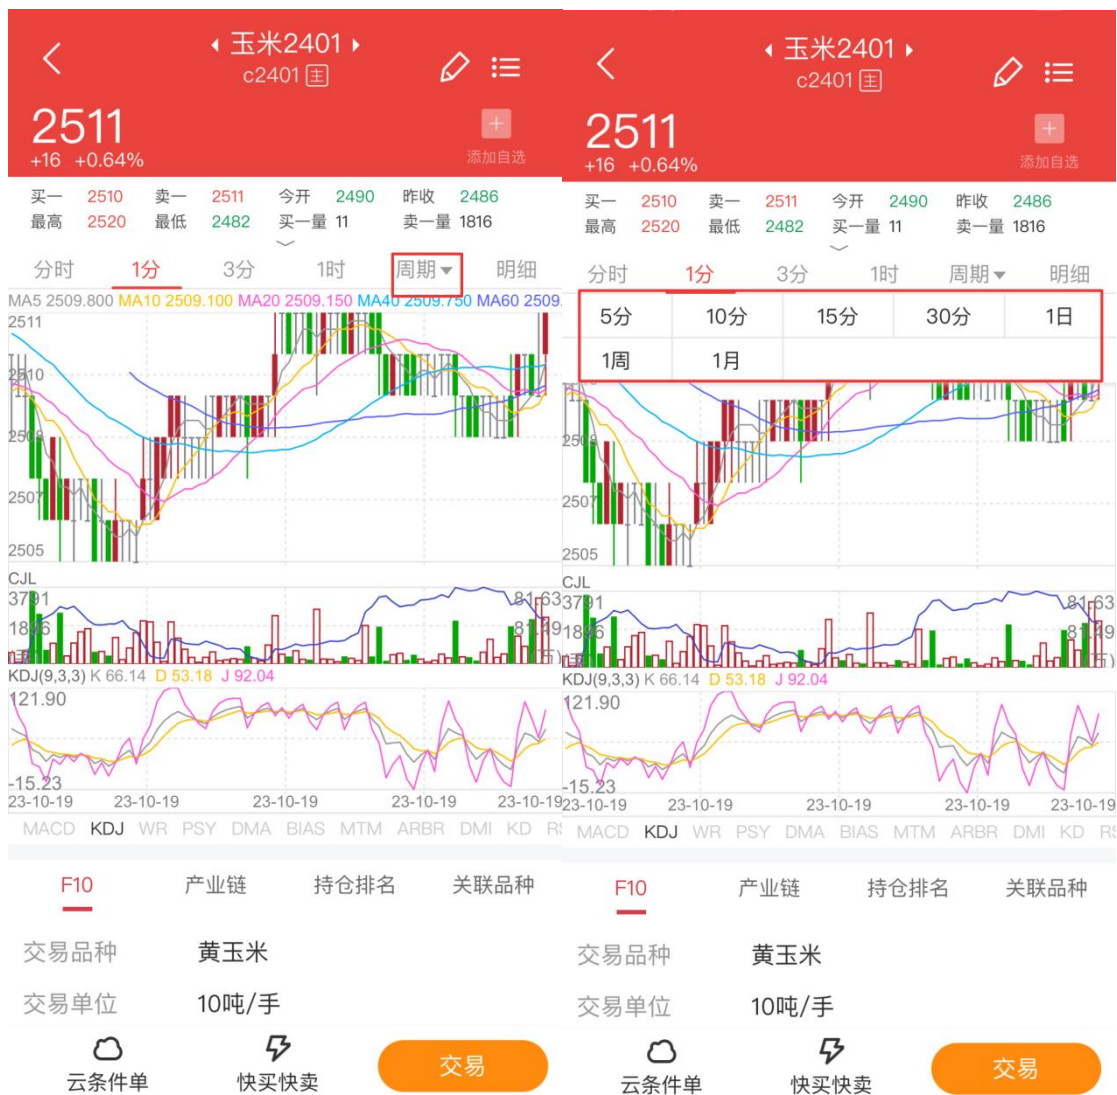 玉米2401
c2401 主
2511
+16 +0.64%
添加自选
买一 2510 卖一 2511 今开 2490 昨收 2486
最高 2520 最低 2482 买一量 11 卖一量 1816
分时 1分 3分 1时 周期 明细
MA5 2509.800 MA10 2509.100 MA20 2509.150 MA40 2509.750 MA60 2509.
2511
2510
2509
2507
2505
CJL
3791 81.63
1896 81.49
KDJ(9,3,3) K 66.14 D 53.18 J 92.04
121.90
-15.23
23-10-19 23-10-19 23-10-19 23-10-19 23-10-19
MACD KDJ WR PSY DMA BIAS MTM ARBR DMI KD
F10 产业链 持仓排名 关联品种
交易品种 黄玉米
交易单位 10吨/手
云条件单 快买快卖 交易
玉米2401
c2401 主
2511
+16 +0.64%
添加自选
买一 2510 卖一 2511 今开 2490 昨收 2486
最高 2520 最低 2482 买一量 11 卖一量 1816
分时 1分 3分 1时 周期 明细
5分 10分 15分 30分 1日
1周 1月
2507
2505
CJL
3791 81.63
1896 81.49
KDJ(9,3,3) K 66.14 D 53.18 J 92.04
121.90
-15.23
23-10-19 23-10-19 23-10-19 23-10-19 23-10-19
MACD KDJ WR PSY DMA BIAS MTM ARBR DMI KD
F10 产业链 持仓排名 关联品种
交易品种 黄玉米
交易单位 10吨/手
云条件单 快买快卖 交易